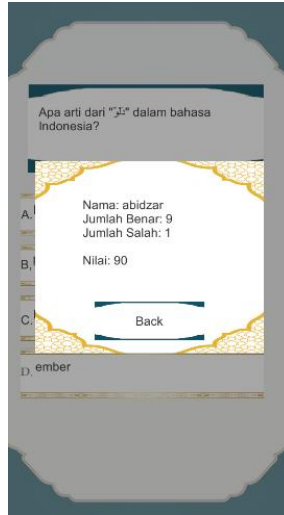 Apa arti dari "دَلْوٌ" dalam bahasa
Indonesia?
Nama: abidzar
Jumlah Benar: 9
Jumlah Salah: 1
Nilai: 90
Back
A.
B,
C.
D. ember